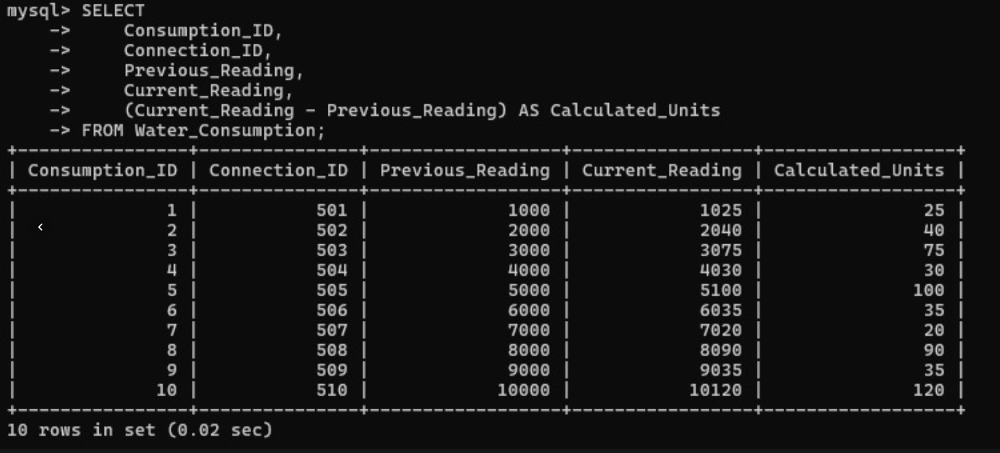 mysql> SELECT
    ->     Consumption_ID,
    ->     Connection_ID,
    ->     Previous_Reading,
    ->     Current_Reading,
    ->     (Current_Reading - Previous_Reading) AS Calculated_Units
    -> FROM Water_Consumption;
+----------------+---------------+------------------+-----------------+------------------+
| Consumption_ID | Connection_ID | Previous_Reading | Current_Reading | Calculated_Units |
+----------------+---------------+------------------+-----------------+------------------+
|              1 |           501 |             1000 |            1025 |               25 |
|              2 |           502 |             2000 |            2040 |               40 |
|              3 |           503 |             3000 |            3075 |               75 |
|              4 |           504 |             4000 |            4030 |               30 |
|              5 |           505 |             5000 |            5100 |              100 |
|              6 |           506 |             6000 |            6035 |               35 |
|              7 |           507 |             7000 |            7020 |               20 |
|              8 |           508 |             8000 |            8090 |               90 |
|              9 |           509 |             9000 |            9035 |               35 |
|             10 |           510 |            10000 |           10120 |              120 |
+----------------+---------------+------------------+-----------------+------------------+
10 rows in set (0.02 sec)